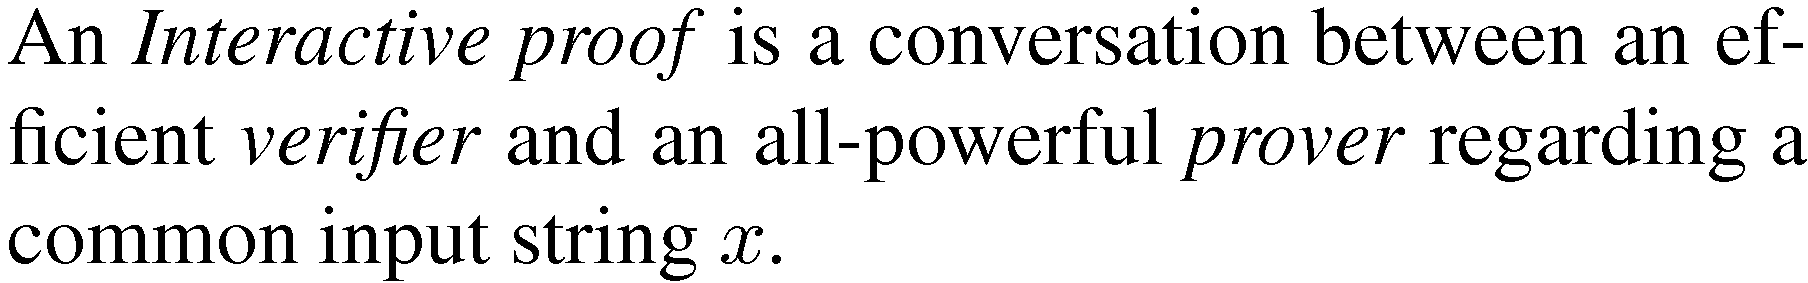 An Interactive proof is a conversation between an ef-
ficient verifier and an all-powerful prover regarding a
common input string x.